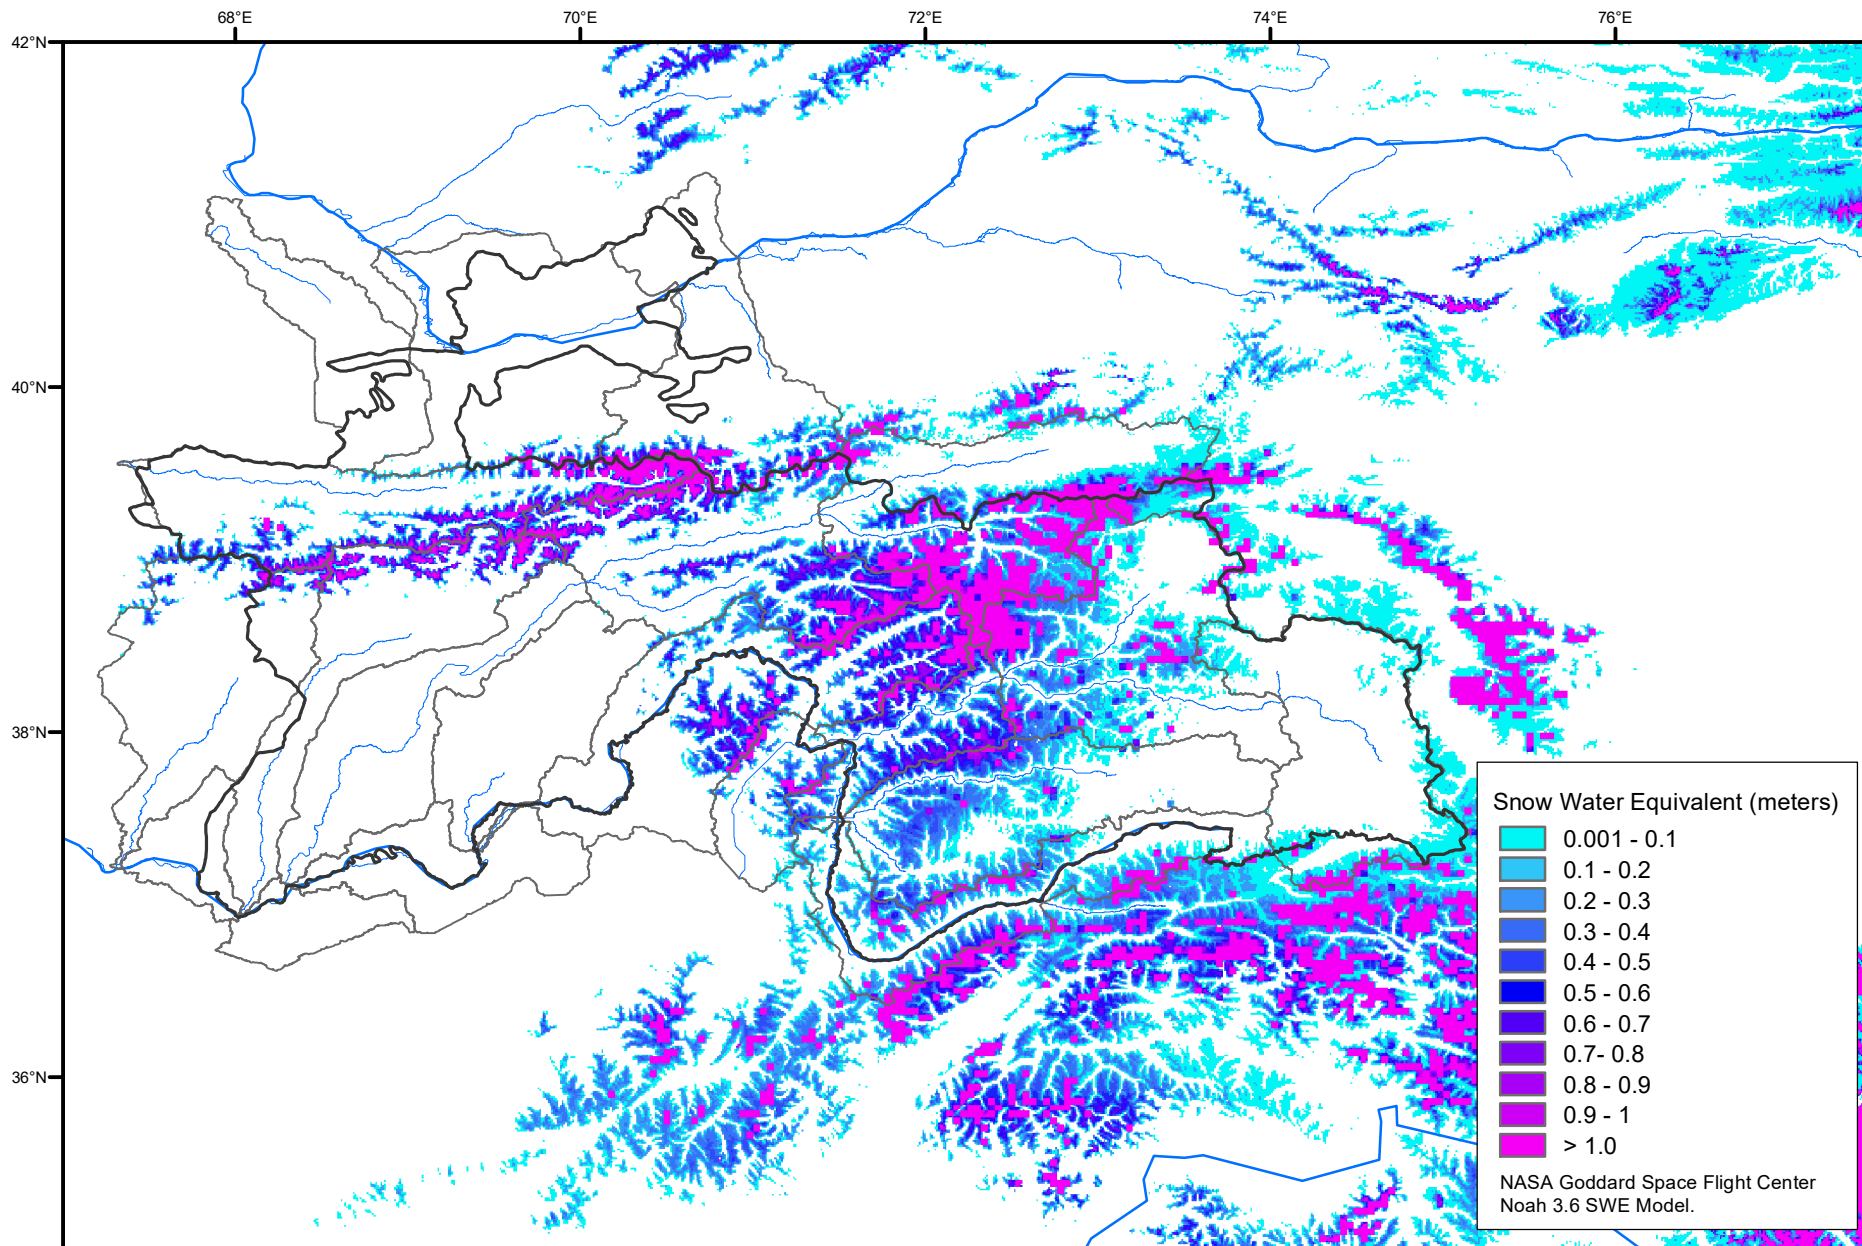 68°E 70°E 72°E 74°E 76°E
42°N
40°N
38°N
36°N
Snow Water Equivalent (meters)
0.001 - 0.1
0.1 - 0.2
0.2 - 0.3
0.3 - 0.4
0.4 - 0.5
0.5 - 0.6
0.6 - 0.7
0.7- 0.8
0.8 - 0.9
0.9 - 1
> 1.0
NASA Goddard Space Flight Center
Noah 3.6 SWE Model.